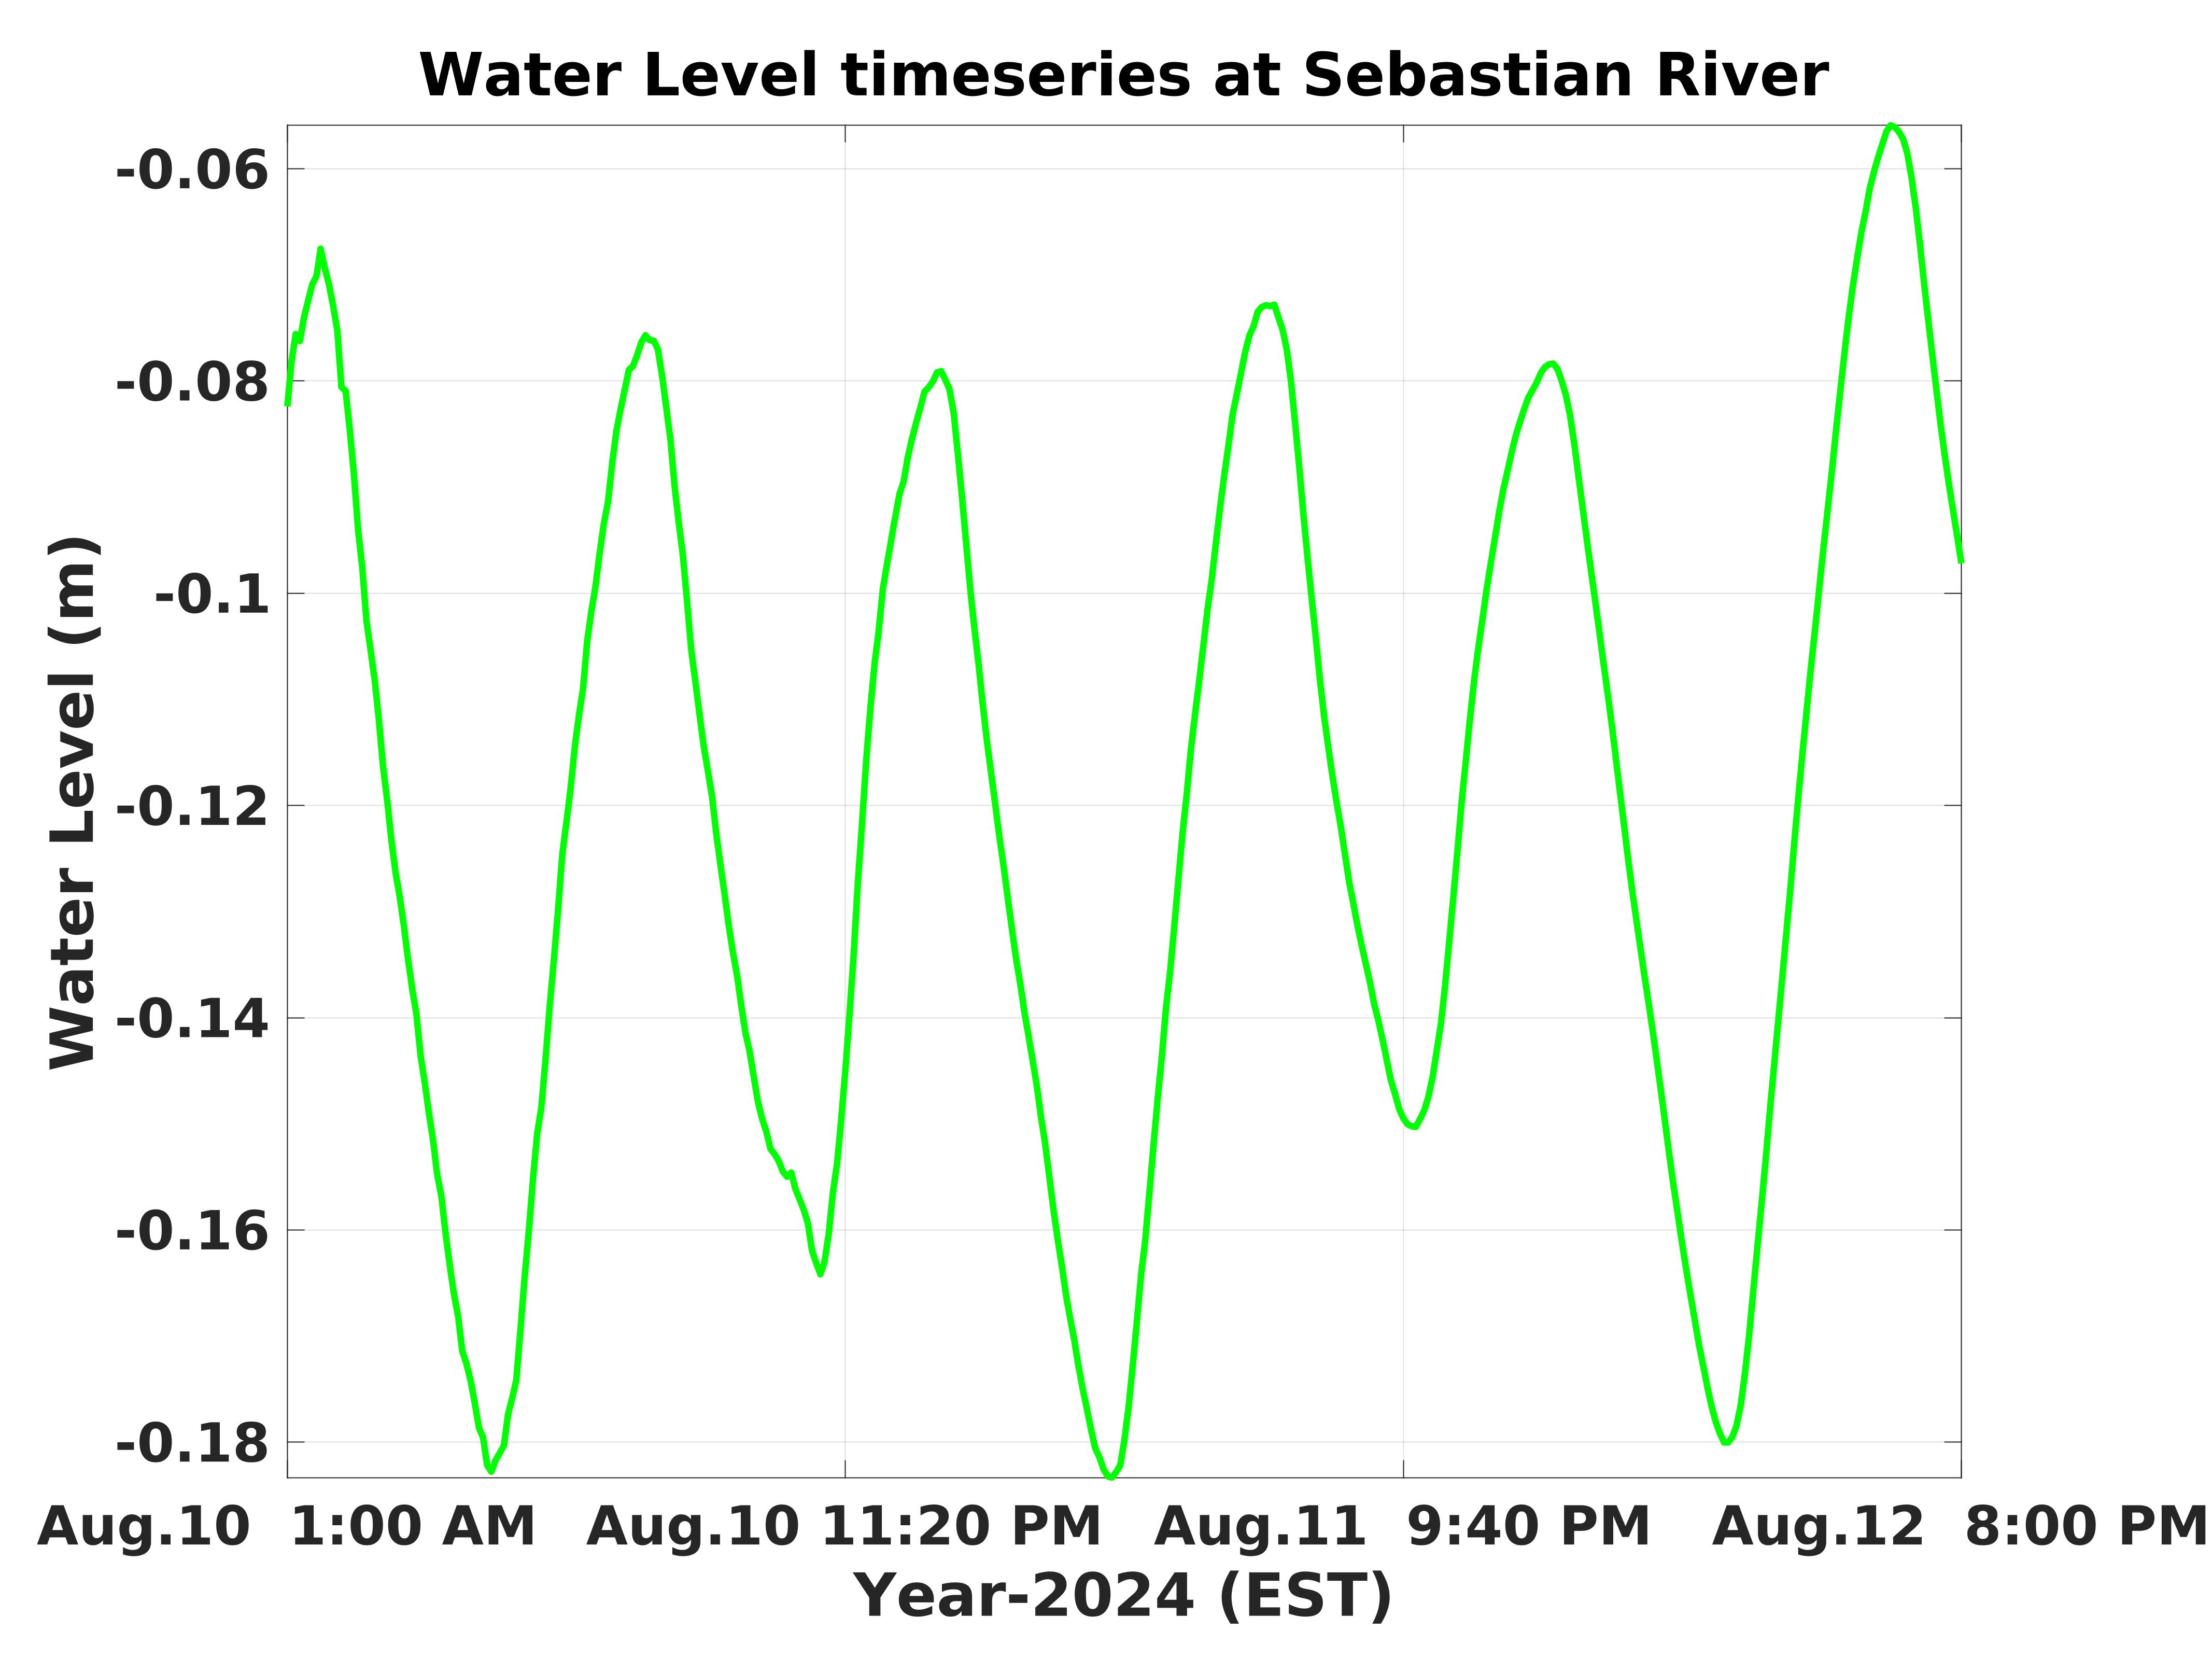 Water Level timeseries at Sebastian River
Water Level (m)
-0.06
-0.08
-0.1
-0.12
-0.14
-0.16
-0.18
Aug.10  1:00 AM Aug.10 11:20 PM Aug.11  9:40 PM Aug.12  8:00 PM
Year-2024 (EST)